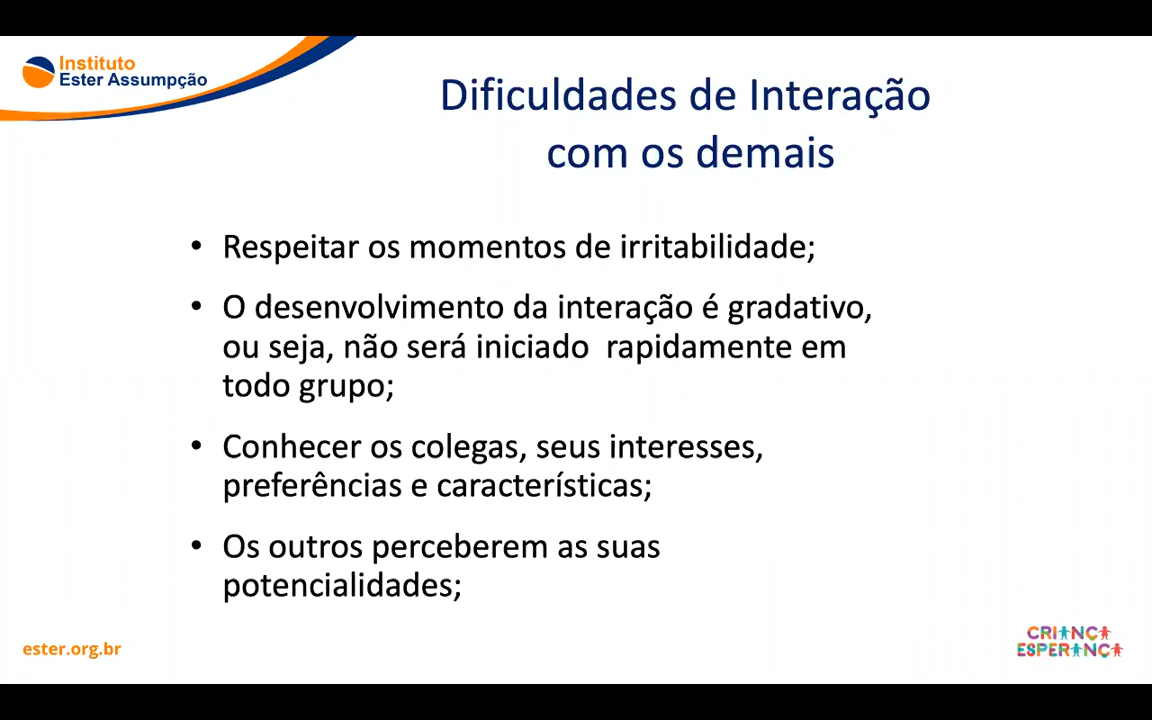 Instituto
Ester Assumpção
Dificuldades de Interação
com os demais
• Respeitar os momentos de irritabilidade;
• O desenvolvimento da interação é gradativo,
ou seja, não será iniciado rapidamente em
todo grupo;
• Conhecer os colegas, seus interesses,
preferências e características;
• Os outros perceberem as suas
potencialidades;
ester.org.br
CRIANÇA
ESPERANÇA